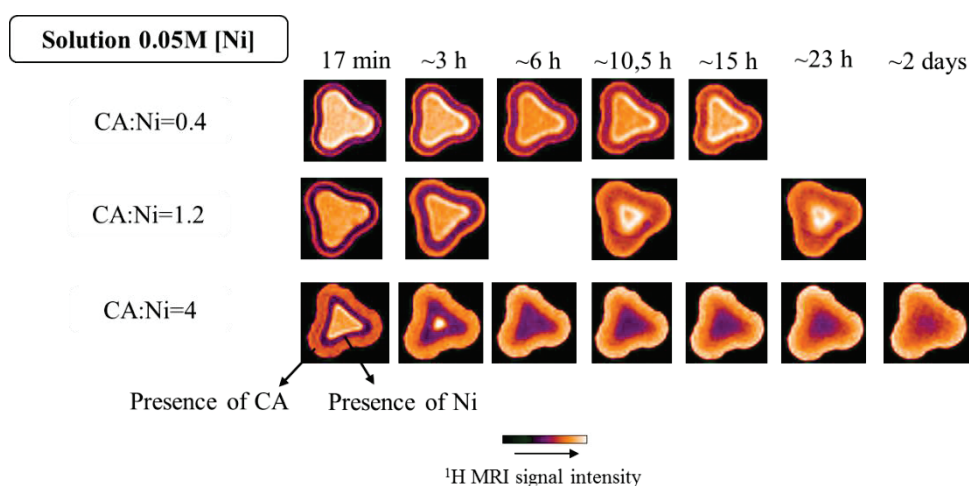 Solution 0.05M [Ni]
17 min ~3 h ~6 h ~10,5 h ~15 h ~23 h ~2 days
CA:Ni=0.4
CA:Ni=1.2
CA:Ni=4
Presence of CA Presence of Ni
¹H MRI signal intensity